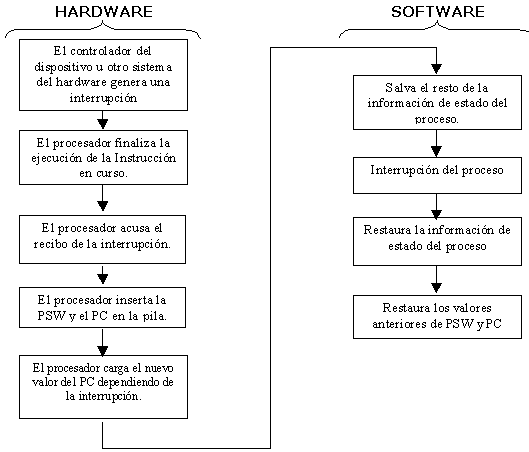 HARDWARE
El controlador del
dispositivo u otro sistema
del hardware genera una
interrupción
El procesador finaliza la
ejecución de la Instrucción
en curso.
El procesador acusa el
recibo de la interrupción.
El procesador inserta la
PSW y el PC en la pila.
El procesador carga el nuevo
valor del PC dependiendo de
la interrupción.
SOFTWARE
Salva el resto de la
información de estado del
proceso.
Interrupción del proceso
Restaura la información de
estado del proceso
Restaura los valores
anteriores de PSW y PC